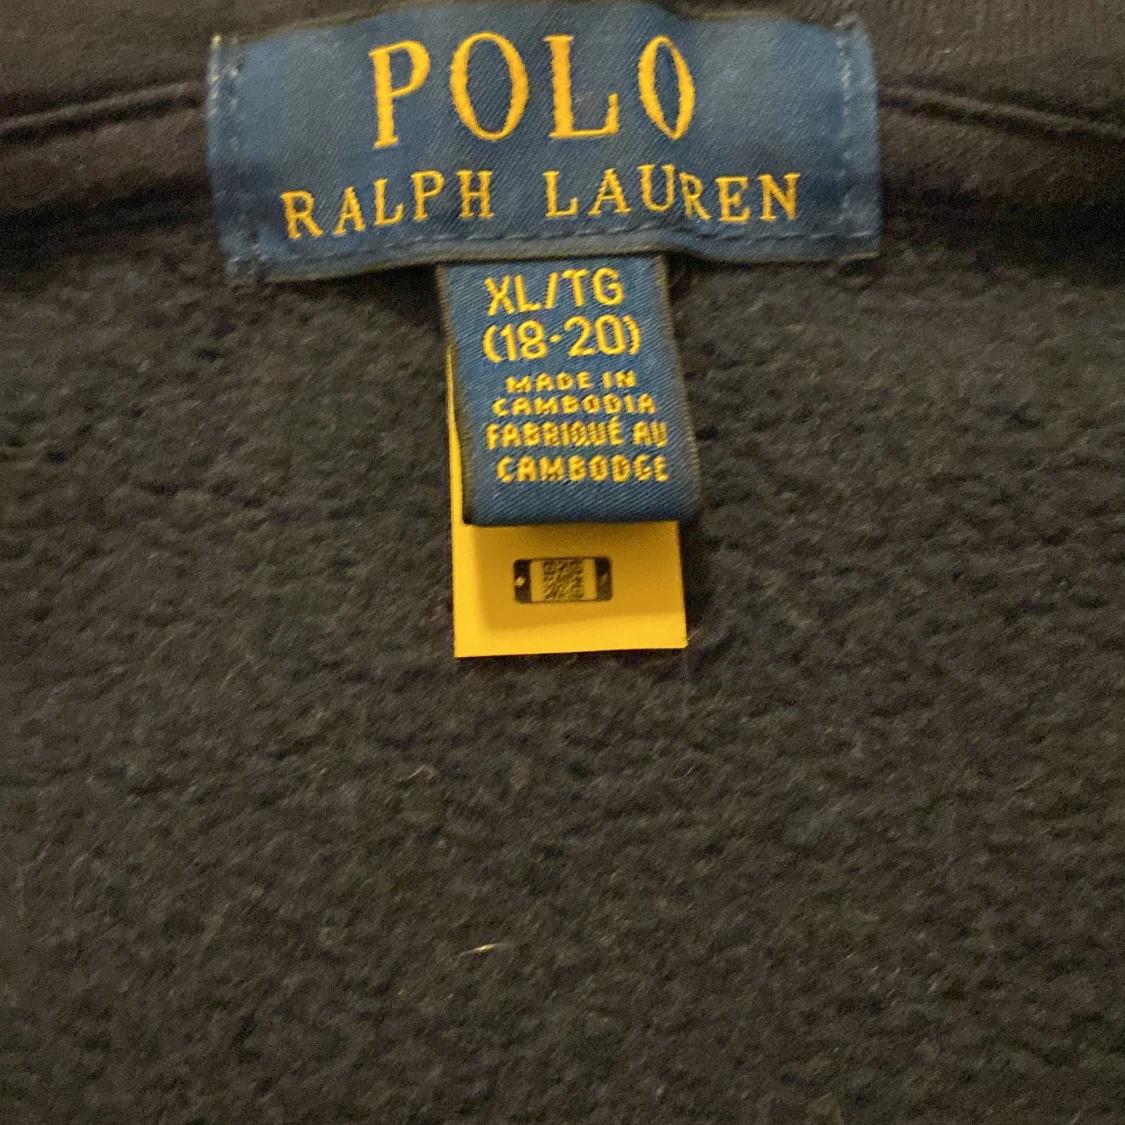 POLO
RALPH LAUREN
XL/TG
(18-20)
MADE IN
CAMBODIA
FABRIQUÉ AU
CAMBODGE